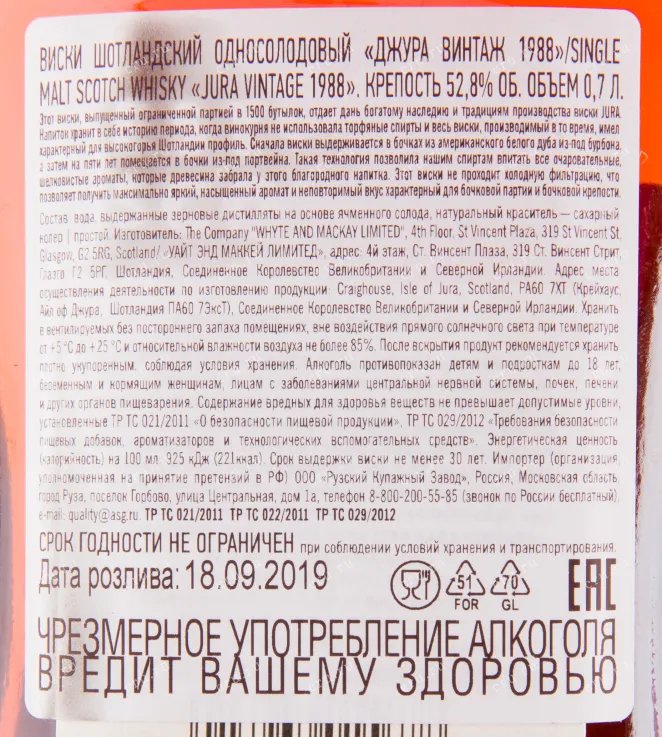 ВИСКИ ШОТЛАНДСКИЙ ОДНОСОЛОДОВЫЙ «ДЖУРА ВИНТАЖ 1988»/SINGLE
MALT SCOTCH WHISKY «JURA VINTAGE 1988». КРЕПОСТЬ 52,8% ОБ. ОБЪЕМ 0,7 Л.
Этот виски, выпущенный ограниченной партией в 1500 бутылок, отдает дань богатому наследию и традициям производства виски JURA.
Напиток хранит в себе историю периода, когда винокурня не использовала торфяные спирты и весь виски, производимый в то время, имел
характерный для высокогорья Шотландии профиль. Сначала виски выдерживается в бочках из американского белого дуба из-под бурбона,
а затем на пять лет помещается в бочки из-под портвейна. Такая технология позволила нашим спиртам впитать все очаровательные,
шелковистые ароматы, которые древесина забрала у этого благородного напитка. Этот виски не проходит холодную фильтрацию, что
позволяет получить максимально яркий, насыщенный аромат и неповторимый вкус характерный для бочковой партии и бочковой крепости.
Состав: вода, выдержанные зерновые дистилляты на основе ячменного солода, натуральный краситель – сахарный
колер I простой. Изготовитель: The Company "WHYTE AND MACKAY LIMITED", 4th Floor, St Vincent Plaza, 319 St Vincent St,
Glasgow, G2 5RG, Scotland/ «УАЙТ ЭНД МАККЕЙ ЛИМИТЕД», адрес: 4й этаж, Ст. Винсент Плаза, 319 Ст. Винсент Стрит,
Глазго Г2 5РГ, Шотландия, Соединенное Королевство Великобритании и Северной Ирландии. Адрес места
осуществления деятельности по изготовлению продукции: Craighouse, Isle of Jura, Scotland, PA60 7XT (Крейхаус,
Айл оф Джура, Шотландия ПА60 7ЭксТ), Соединенное Королевство Великобритании и Северной Ирландии. Хранить
в вентилируемых без постороннего запаха помещениях, вне воздействия прямого солнечного света при температуре
от +5°C до +25 °C и относительной влажности воздуха не более 85%. После вскрытия продукт рекомендуется хранить
плотно укупоренным, соблюдая условия хранения. Алкоголь противопоказан детям и подросткам до 18 лет,
беременным и кормящим женщинам, лицам с заболеваниями центральной нервной системы, почек, печени
и других органов пищеварения. Содержание вредных для здоровья веществ не превышает допустимые уровни,
установленные ТР ТС 021/2011 «О безопасности пищевой продукции», ТР ТС 029/2012 «Требования безопасности
пищевых добавок, ароматизаторов и технологических вспомогательных средств». Энергетическая ценность
(калорийность) на 100 мл: 925 кДж (221ккал). Срок выдержки виски не менее 30 лет. Импортер (организация,
уполномоченная на принятие претензий в РФ) ООО «Рузский Купажный Завод», Россия, Московская область,
город Руза, поселок Горбово, улица Центральная, дом 1а, телефон 8-800-200-55-85 (звонок по России бесплатный),
e-mail: quality@asg.ru. ТР ТС 021/2011 ТР ТС 022/2011 ТР ТС 029/2012
СРОК ГОДНОСТИ НЕ ОГРАНИЧЕН при соблюдении условий хранения и транспортирования.
Дата розлива: 18.09.2019
51 FOR 70 GL EAC
ЧРЕЗМЕРНОЕ УПОТРЕБЛЕНИЕ АЛКОГОЛЯ
ВРЕДИТ ВАШЕМУ ЗДОРОВЬЮ